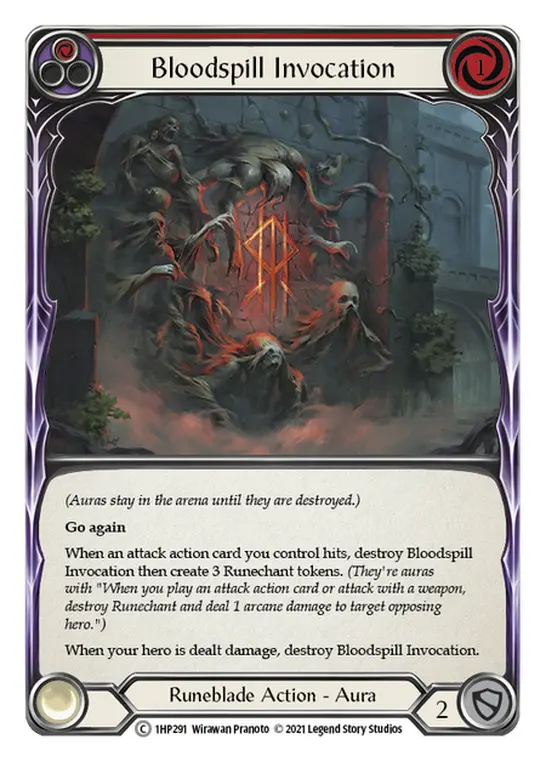 Bloodspill Invocation
1
(Auras stay in the arena until they are destroyed.)
Go again
When an attack action card you control hits, destroy Bloodspill
Invocation then create 3 Runechant tokens. (They're auras
with "When you play an attack action card or attack with a weapon,
destroy Runechant and deal 1 arcane damage to target opposing
hero.")
When your hero is dealt damage, destroy Bloodspill Invocation.
Runeblade Action - Aura
2
C 1HP291 Wirawan Pranoto © 2021 Legend Story Studios